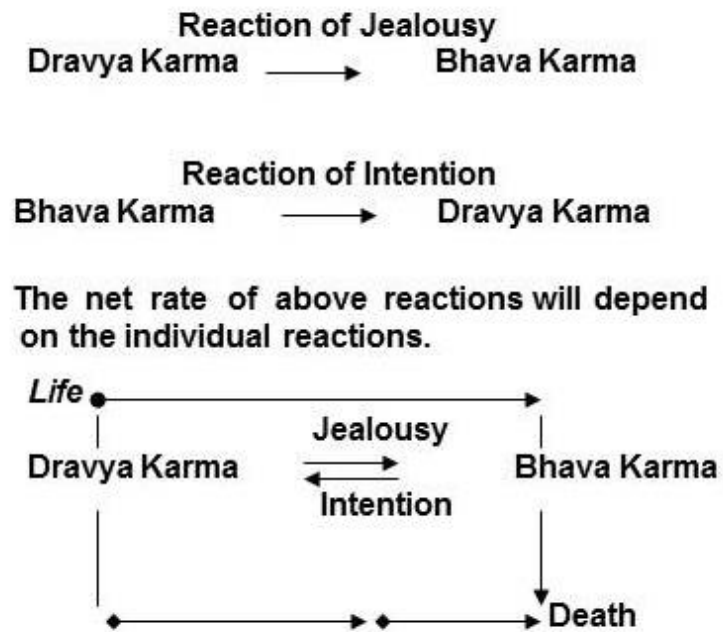 Reaction of Jealousy
Dravya Karma Bhava Karma
Reaction of Intention
Bhava Karma Dravya Karma
The net rate of above reactions will depend
on the individual reactions.
Life
Jealousy
Dravya Karma Bhava Karma
Intention
Death